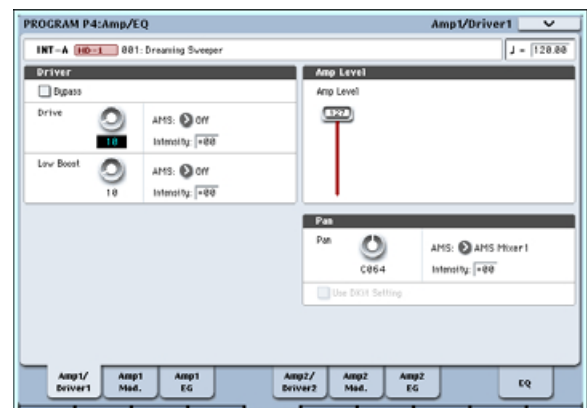 PROGRAM P4:Amp/EQ Amp1/Driver1
INT-A HD-1 001: Dreaming Sweeper ♩ = 120.00
Driver
Bypass
Drive AMS: Off
10 Intensity: +00
Low Boost AMS: Off
10 Intensity: +00
Amp Level
Amp Level
127
Pan
Pan AMS: AMS Mixer1
C064 Intensity: +00
Use DKit Setting
Amp1/ Driver1
Amp1 Mod.
Amp1 EG
Amp2/ Driver2
Amp2 Mod.
Amp2 EG
EQ